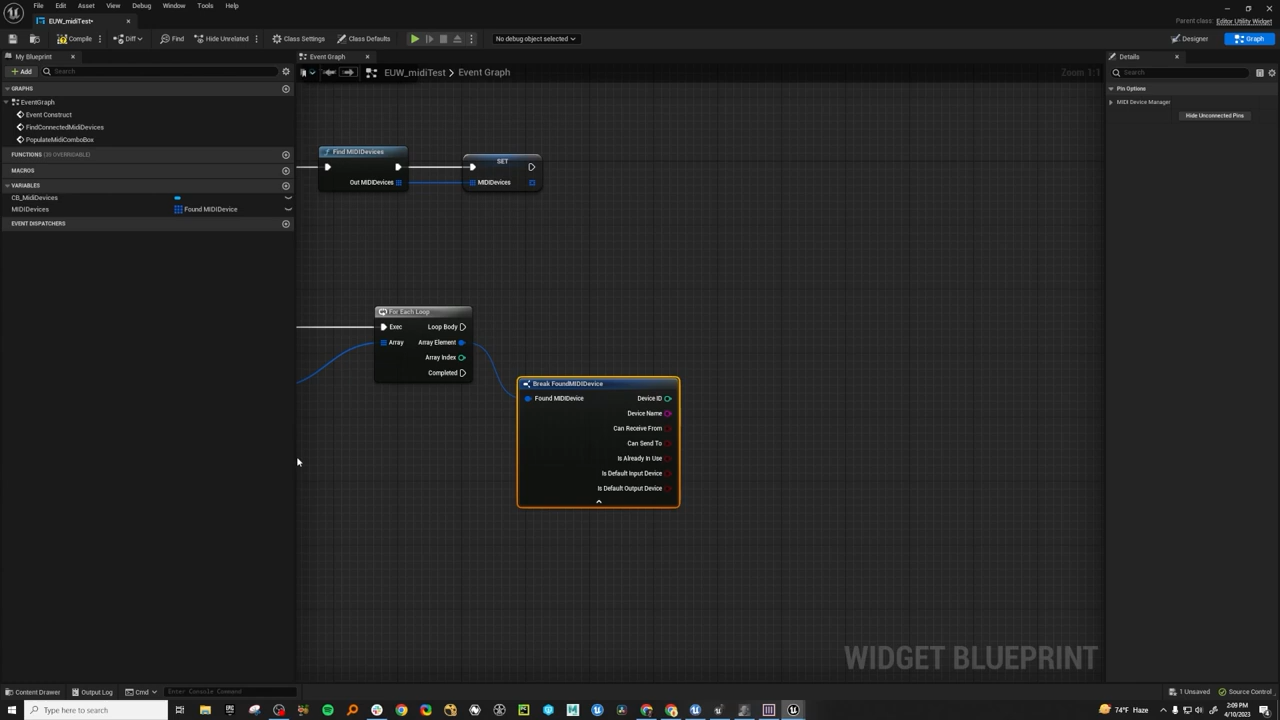 File Edit Asset View Debug Window Tools Help
EUW_midiTest•
Parent class: Editor Utility Widget
Compile Diff Find Hide Unrelated Class Settings Class Defaults No debug object selected Designer Graph
My Blueprint Event Graph Details
Add Search EUW_midiTest > Event Graph Zoom 1:1 Search
GRAPHS
EventGraph
Event Construct
FindConnectedMidiDevices
PopulateMidiComboBox
FUNCTIONS (39 OVERRIDABLE)
MACROS
VARIABLES
CB_MidiDevices
MIDIDevices Found MIDIDevice
EVENT DISPATCHERS
Find MIDIDevices
Out MIDIDevices
SET
MIDIDevices
For Each Loop
Exec Loop Body
Array Array Element
Array Index
Completed
Break FoundMIDIDevice
Found MIDIDevice Device ID
Device Name
Can Receive From
Can Send To
Is Already In Use
Is Default Input Device
Is Default Output Device
Pin Options
MIDI Device Manager
Hide Unconnected Pins
WIDGET BLUEPRINT
Content Drawer Output Log Cmd Enter Console Command 1 Unsaved Source Control
Type here to search 74°F Haze 2:09 PM
4/10/2023